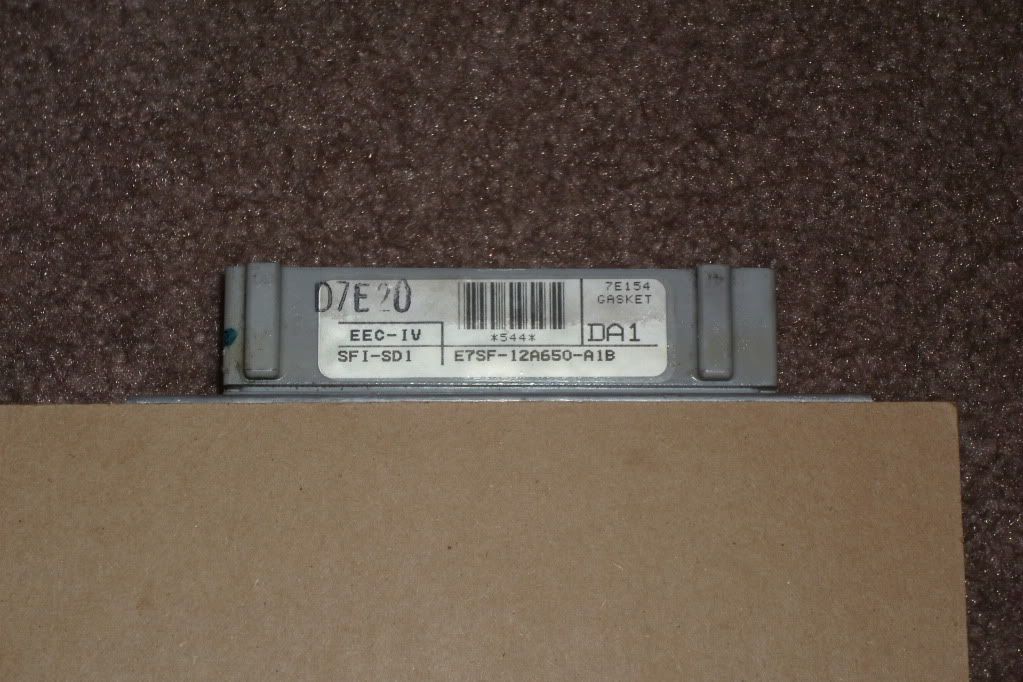 D7E20
7E154
GASKET
*544*
EEC-IV
DA1
SFI-SD1
E7SF-12A650-A1B